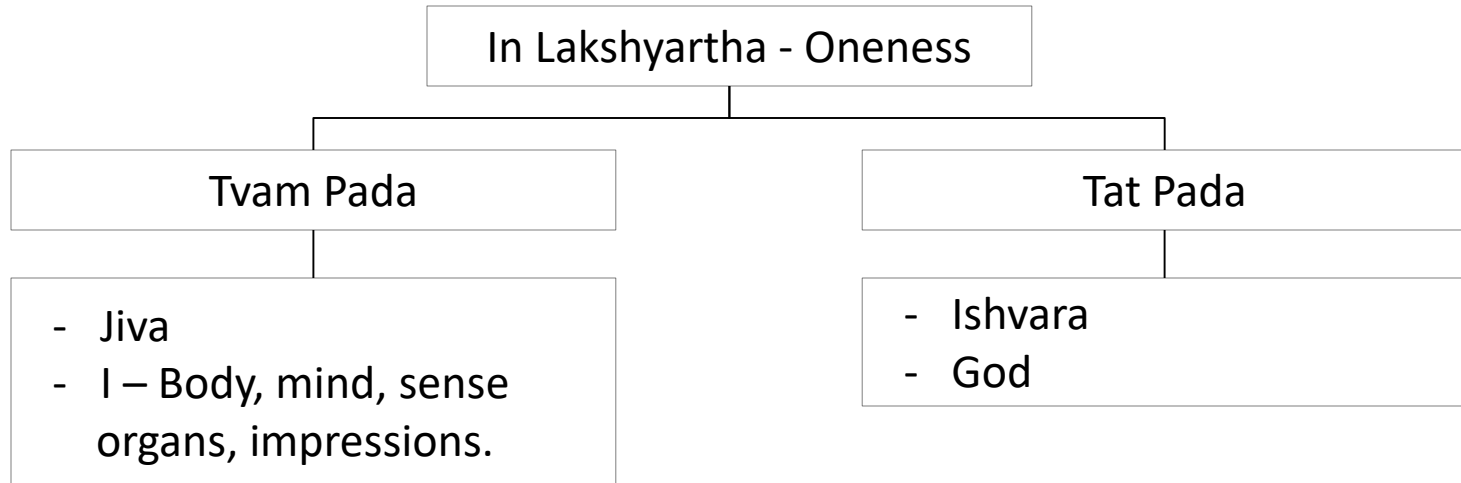 In Lakshyartha - Oneness
Tvam Pada
Tat Pada
- Jiva
- I – Body, mind, sense
organs, impressions.
- Ishvara
- God